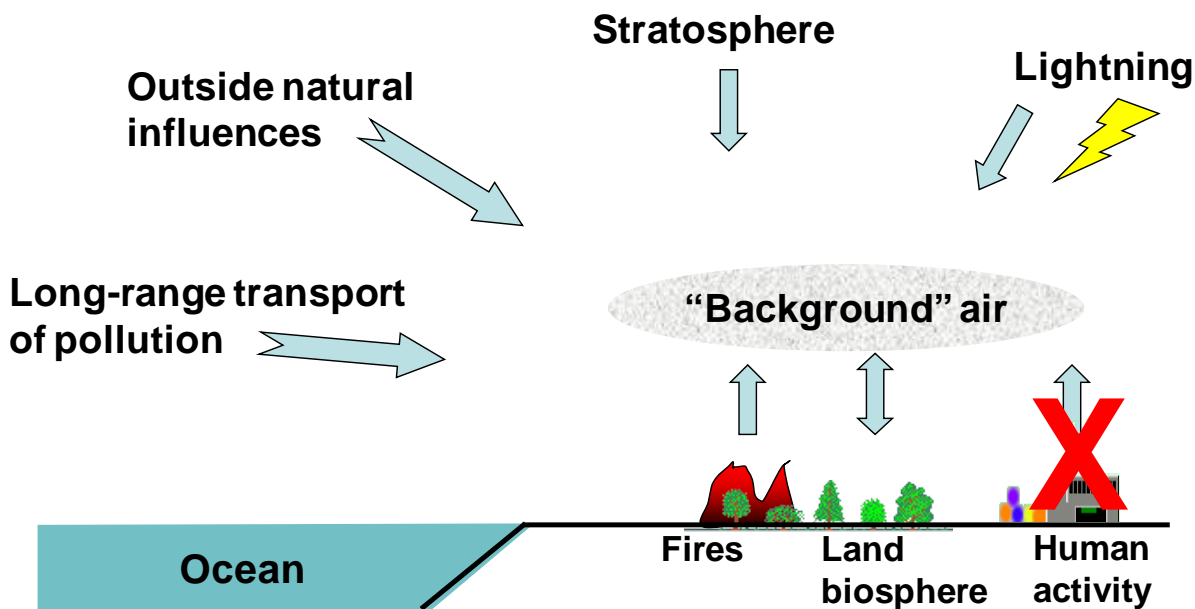 Stratosphere
Lightning
Outside natural
influences
Long-range transport
of pollution
“Background” air
X
Fires
Land
biosphere
Human
activity
Ocean